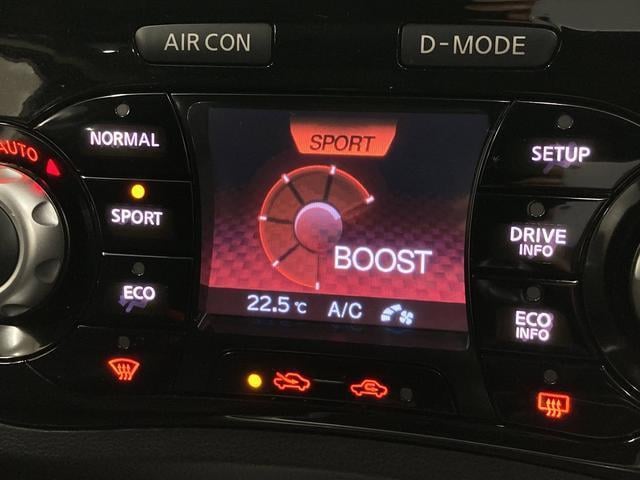 AIR CON
D-MODE
AUTO
NORMAL
SPORT
ECO
SPORT
BOOST
22.5°C A/C
SETUP
DRIVE
INFO
ECO
INFO